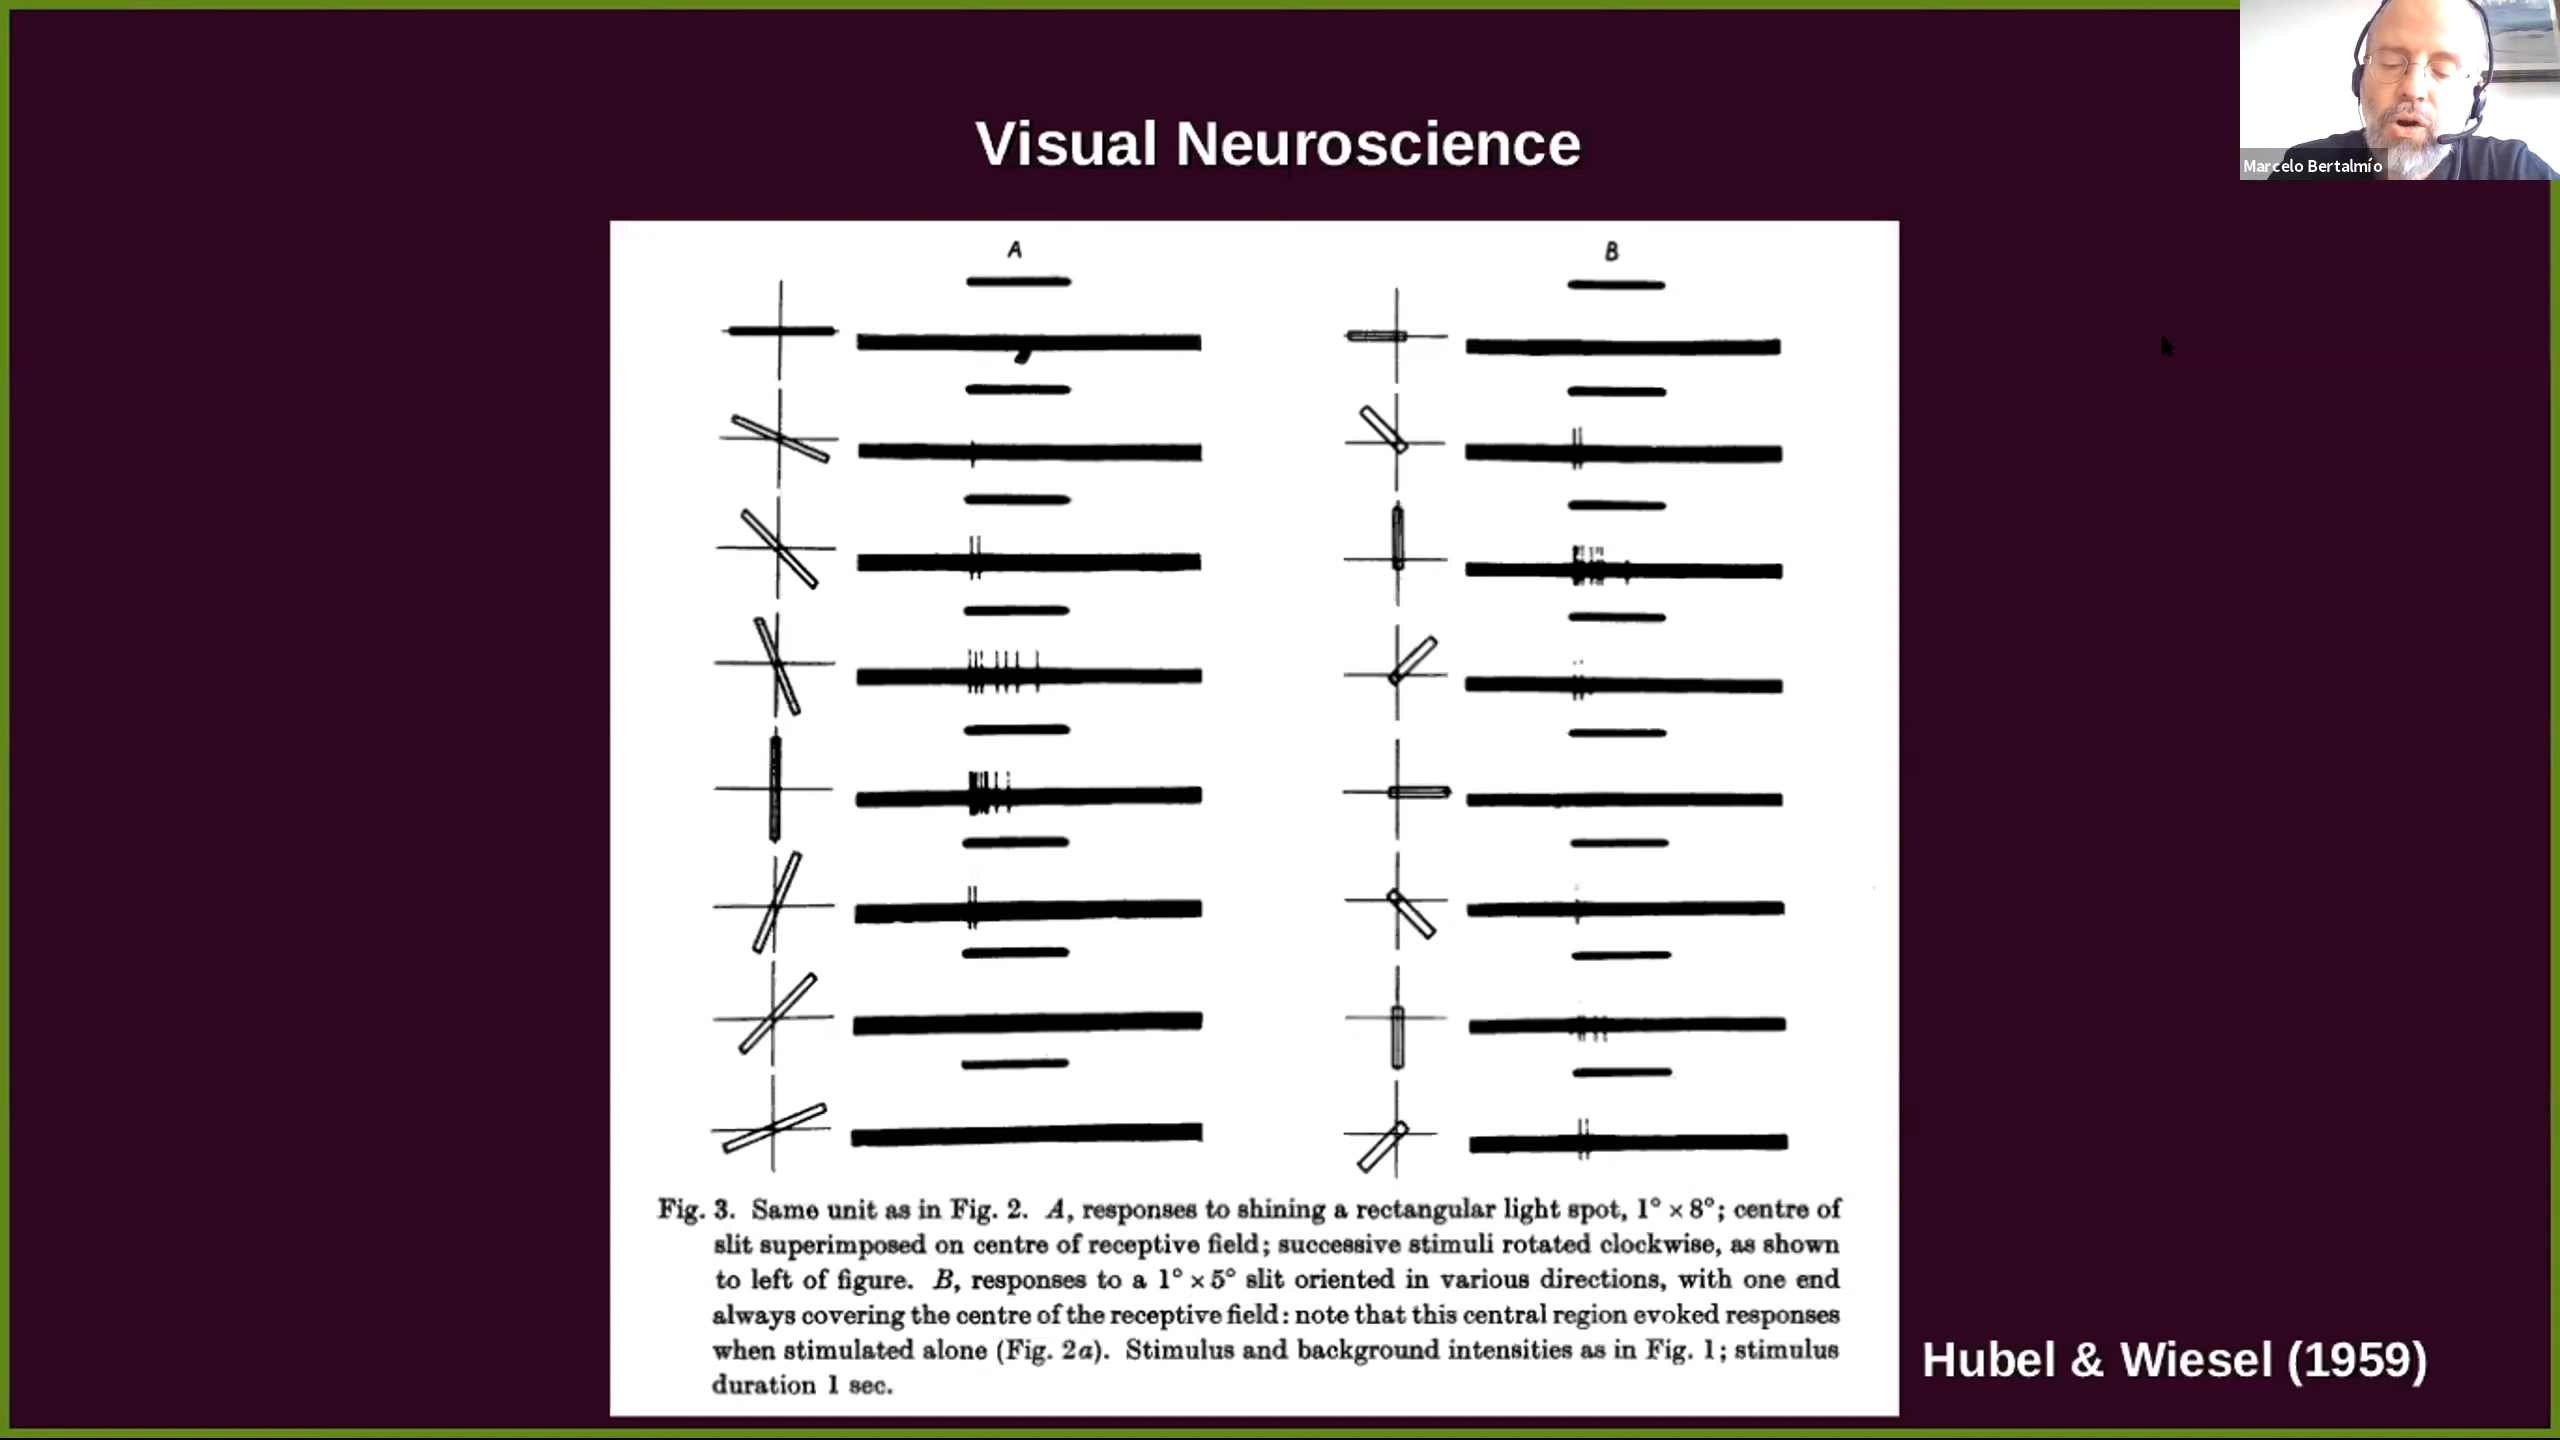 Visual Neuroscience
Marcelo Bertalmío
A
B
Fig. 3. Same unit as in Fig. 2. A, responses to shining a rectangular light spot, 1° × 8°; centre of
slit superimposed on centre of receptive field; successive stimuli rotated clockwise, as shown
to left of figure. B, responses to a 1° × 5° slit oriented in various directions, with one end
always covering the centre of the receptive field: note that this central region evoked responses
when stimulated alone (Fig. 2a). Stimulus and background intensities as in Fig. 1; stimulus
duration 1 sec.
Hubel & Wiesel (1959)